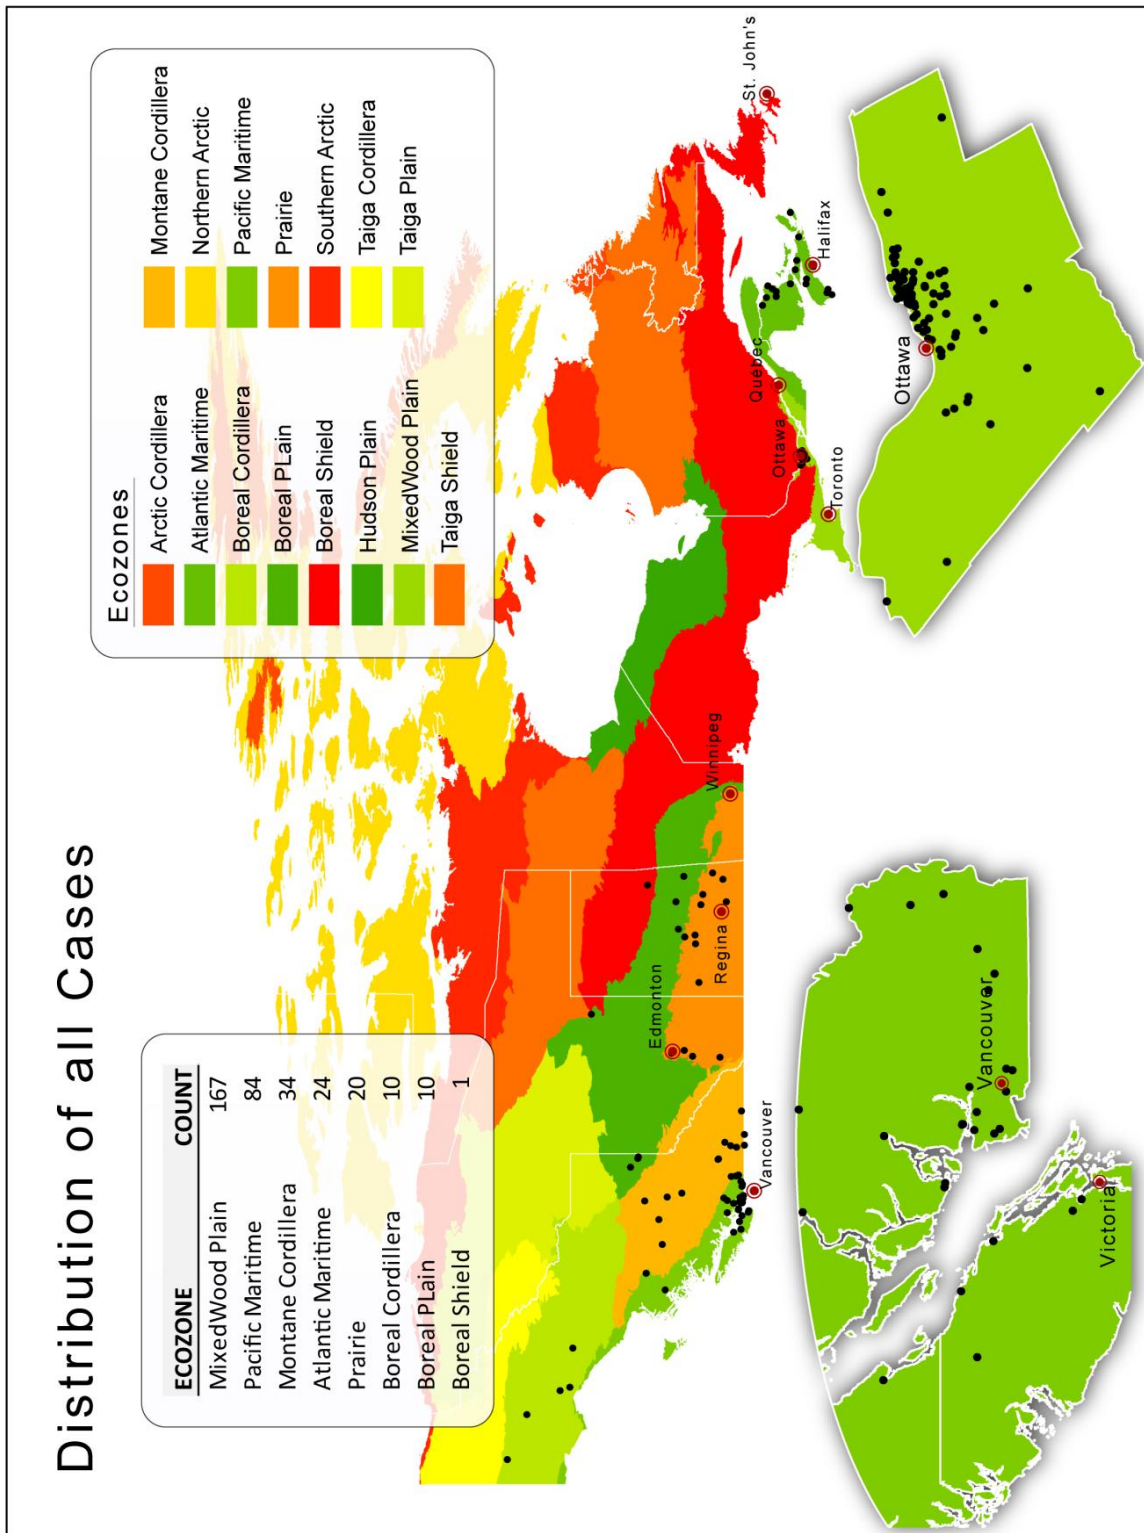 Distribution of all Cases
ECOZONE COUNT
MixedWood Plain 167
Pacific Maritime 84
Montane Cordillera 34
Atlantic Maritime 24
Prairie 20
Boreal Cordillera 10
Boreal PLain 10
Boreal Shield 1
Ecozones
Arctic Cordillera Montane Cordillera
Atlantic Maritime Northern Arctic
Boreal Cordillera Pacific Maritime
Boreal PLain Prairie
Boreal Shield Southern Arctic
Hudson Plain Taiga Cordillera
MixedWood Plain Taiga Plain
Taiga Shield
Edmonton
Regina
Vancouver
Winnipeg
Toronto
Ottawa
Québec
Halifax
St. John's
Vancouver
Victoria
Ottawa